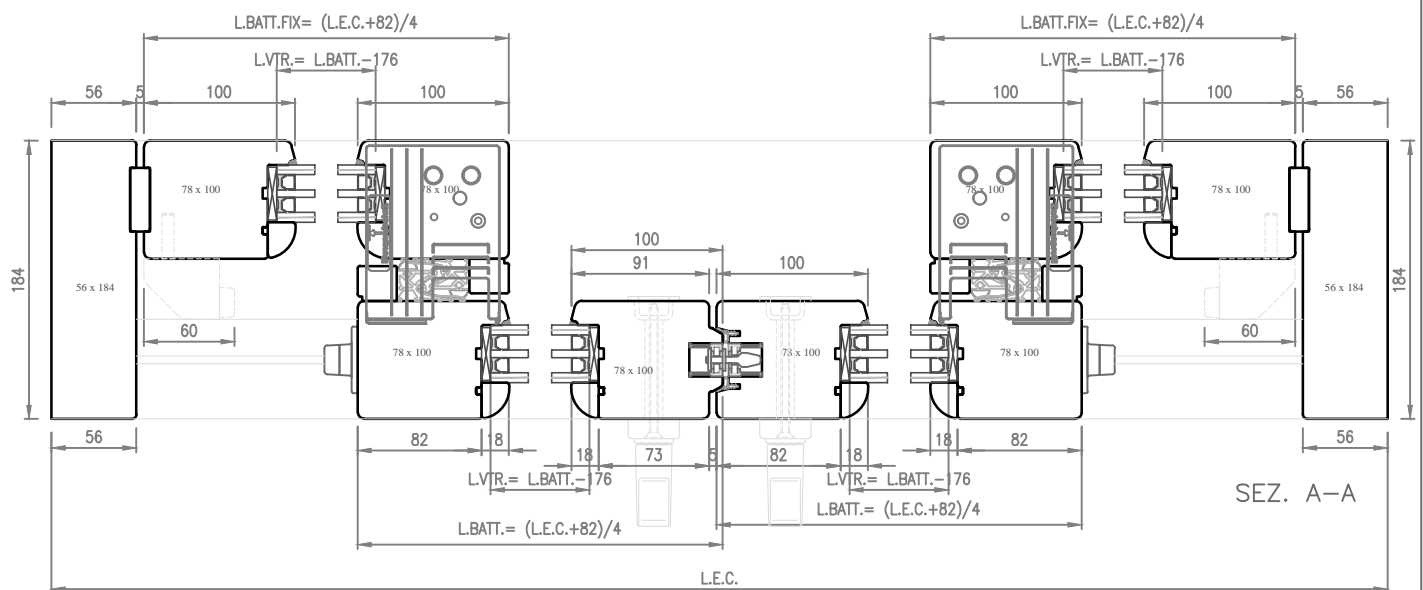 L.BATT.FIX= (L.E.C.+82)/4 L.BATT.FIX= (L.E.C.+82)/4
L.VTR.= L.BATT.-176 L.VTR.= L.BATT.-176
56 5 100 100 100 100 5 56
78 x 100 78 x 100 78 x 100 78 x 100
100
91 100
184 184
56 x 184 56 x 184
60 60
78 x 100 78 x 100 73 x 100 78 x 100
56 82 18 18 73 5 82 18 18 82 56
L.VTR.= L.BATT.-176 L.VTR.= L.BATT.-176
SEZ. A-A
L.BATT.= (L.E.C.+82)/4 L.BATT.= (L.E.C.+82)/4
L.E.C.